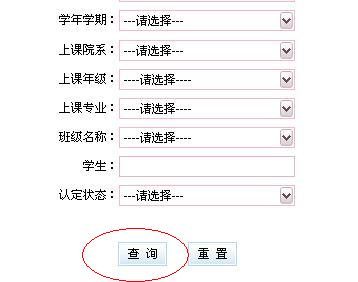 学年学期： ---请选择---
上课院系： ---请选择---
上课年级： ----请选择----
上课专业： ----请选择----
班级名称： ----请选择----
学生：
认定状态： ---请选择---
查 询 重 置